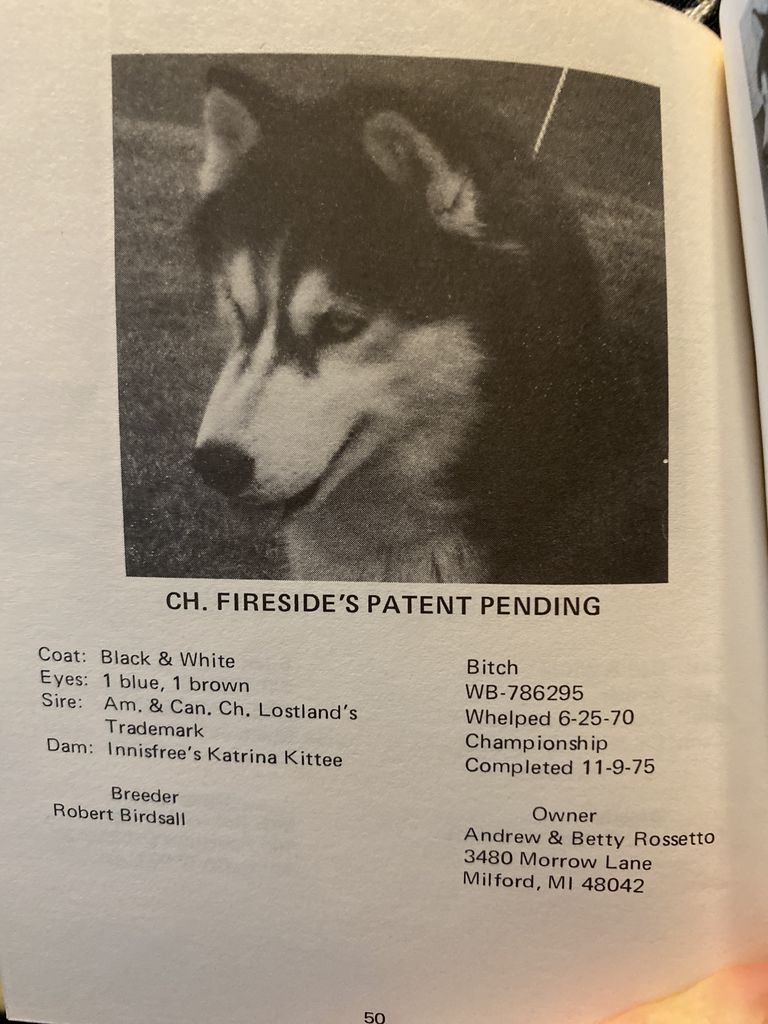 CH. FIRESIDE'S PATENT PENDING
Coat: Black & White
Eyes: 1 blue, 1 brown
Sire: Am. & Can. Ch. Lostland's
Trademark
Dam: Innisfree's Katrina Kittee
Breeder
Robert Birdsall
Bitch
WB-786295
Whelped 6-25-70
Championship
Completed 11-9-75
Owner
Andrew & Betty Rossetto
3480 Morrow Lane
Milford, MI 48042
50